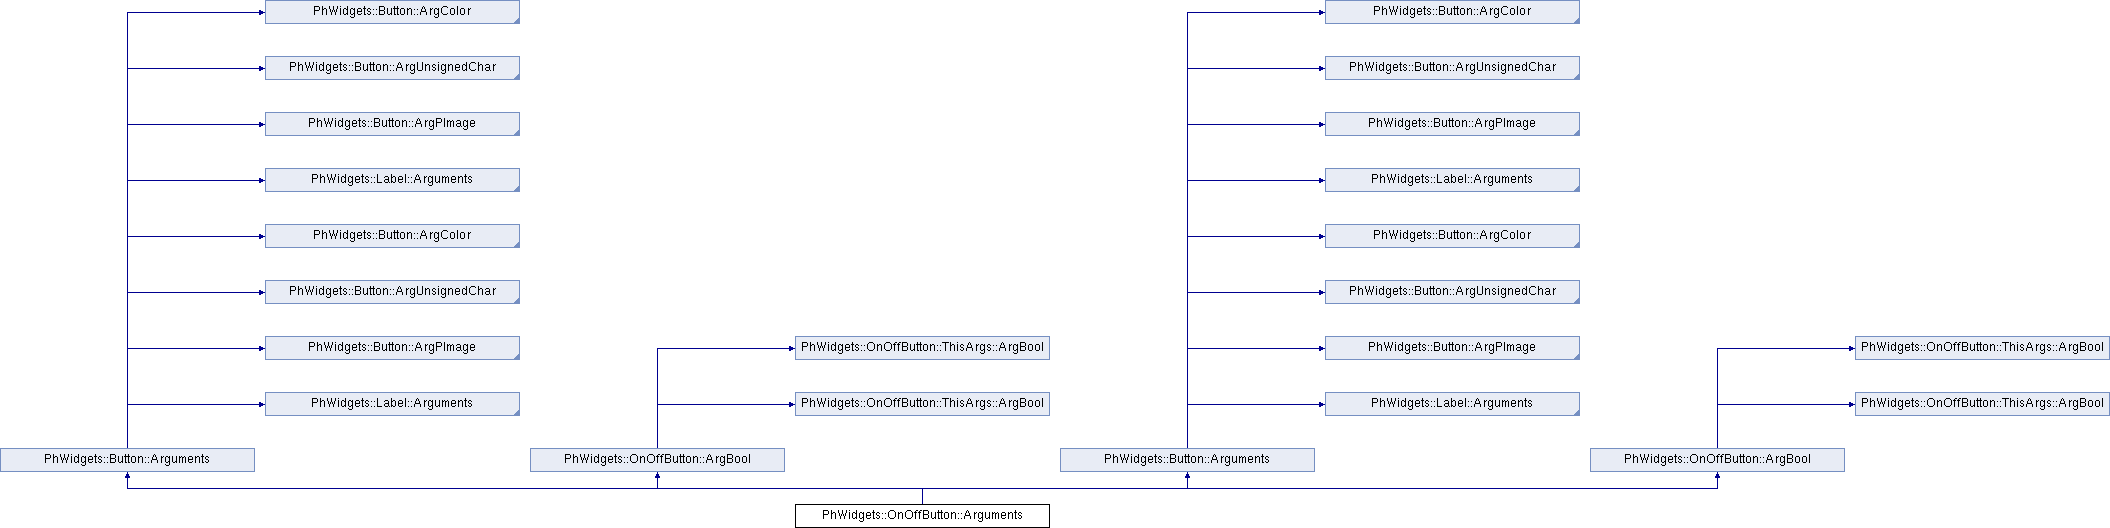 PhWidgets::Button::ArgColor
PhWidgets::Button::ArgColor
PhWidgets::Button::ArgUnsignedChar
PhWidgets::Button::ArgUnsignedChar
PhWidgets::Button::ArgPImage
PhWidgets::Button::ArgPImage
PhWidgets::Label::Arguments
PhWidgets::Label::Arguments
PhWidgets::Button::ArgColor
PhWidgets::Button::ArgColor
PhWidgets::Button::ArgUnsignedChar
PhWidgets::Button::ArgUnsignedChar
PhWidgets::Button::ArgPImage
PhWidgets::OnOffButton::ThisArgs::ArgBool
PhWidgets::Button::ArgPImage
PhWidgets::OnOffButton::ThisArgs::ArgBool
PhWidgets::Label::Arguments
PhWidgets::OnOffButton::ThisArgs::ArgBool
PhWidgets::Label::Arguments
PhWidgets::OnOffButton::ThisArgs::ArgBool
PhWidgets::Button::Arguments
PhWidgets::OnOffButton::ArgBool
PhWidgets::Button::Arguments
PhWidgets::OnOffButton::ArgBool
PhWidgets::OnOffButton::Arguments